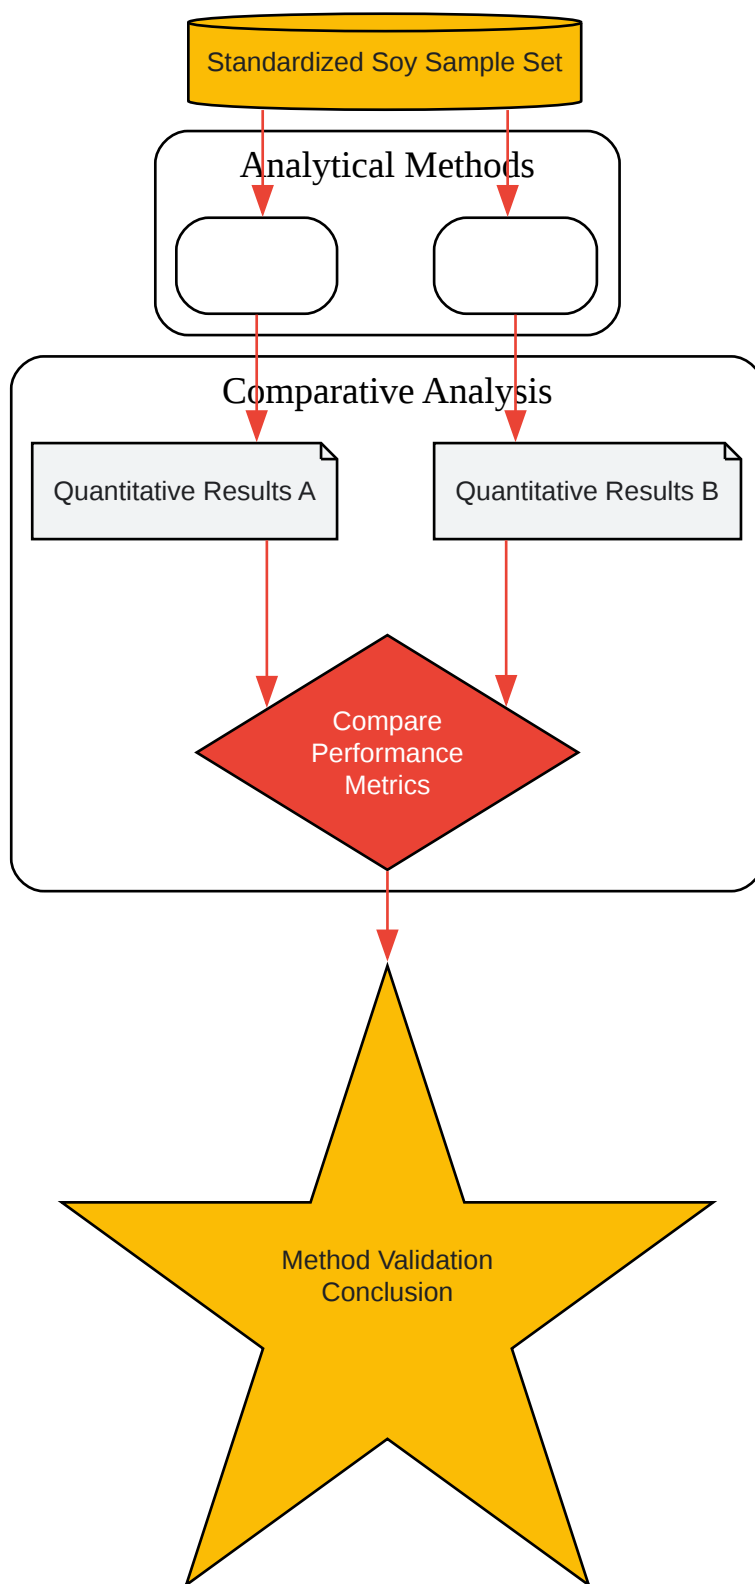 Standardized Soy Sample Set
Analytical Methods
Comparative Analysis
Quantitative Results A
Quantitative Results B
Compare
Performance
Metrics
Method Validation
Conclusion